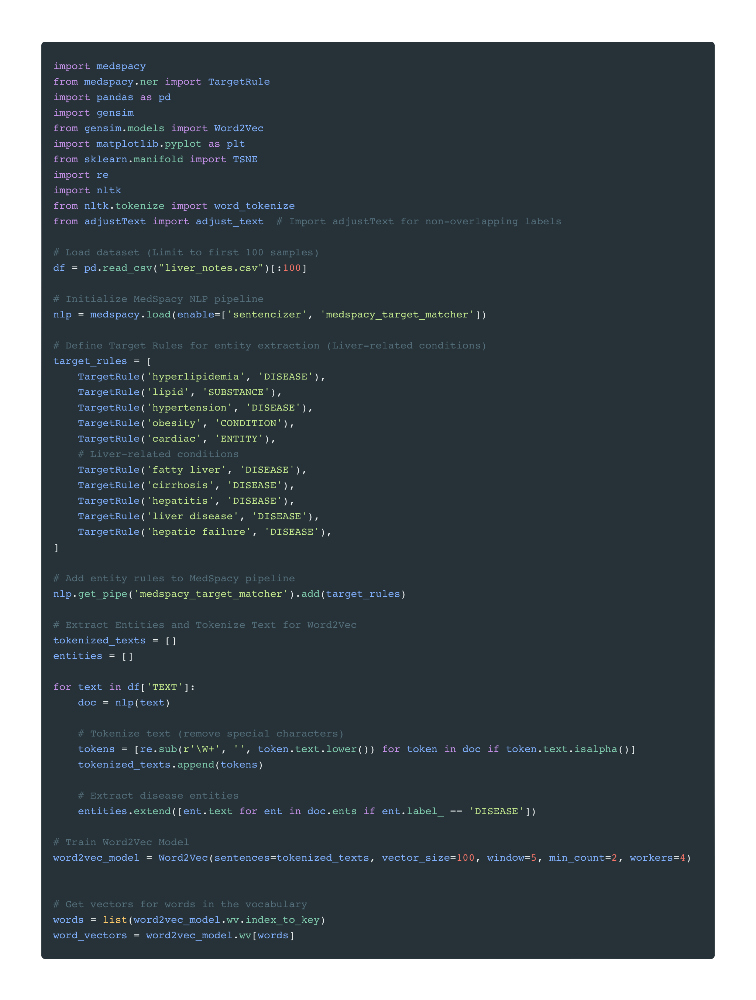 import medspacy
from medspacy.ner import TargetRule
import pandas as pd
import gensim
from gensim.models import Word2Vec
import matplotlib.pyplot as plt
from sklearn.manifold import TSNE
import re
import nltk
from nltk.tokenize import word_tokenize
from adjustText import adjust_text  # Import adjustText for non-overlapping labels

# Load dataset (Limit to first 100 samples)
df = pd.read_csv("liver_notes.csv")[:100]

# Initialize MedSpacy NLP pipeline
nlp = medspacy.load(enable=['sentencizer', 'medspacy_target_matcher'])

# Define Target Rules for entity extraction (Liver-related conditions)
target_rules = [
    TargetRule('hyperlipidemia', 'DISEASE'),
    TargetRule('lipid', 'SUBSTANCE'),
    TargetRule('hypertension', 'DISEASE'),
    TargetRule('obesity', 'CONDITION'),
    TargetRule('cardiac', 'ENTITY'),
    # Liver-related conditions
    TargetRule('fatty liver', 'DISEASE'),
    TargetRule('cirrhosis', 'DISEASE'),
    TargetRule('hepatitis', 'DISEASE'),
    TargetRule('liver disease', 'DISEASE'),
    TargetRule('hepatic failure', 'DISEASE'),
]

# Add entity rules to MedSpacy pipeline
nlp.get_pipe('medspacy_target_matcher').add(target_rules)

# Extract Entities and Tokenize Text for Word2Vec
tokenized_texts = []
entities = []

for text in df['TEXT']:
    doc = nlp(text)

    # Tokenize text (remove special characters)
    tokens = [re.sub(r'\W+', '', token.text.lower()) for token in doc if token.text.isalpha()]
    tokenized_texts.append(tokens)

    # Extract disease entities
    entities.extend([ent.text for ent in doc.ents if ent.label_ == 'DISEASE'])

# Train Word2Vec Model
word2vec_model = Word2Vec(sentences=tokenized_texts, vector_size=100, window=5, min_count=2, workers=4)


# Get vectors for words in the vocabulary
words = list(word2vec_model.wv.index_to_key)
word_vectors = word2vec_model.wv[words]